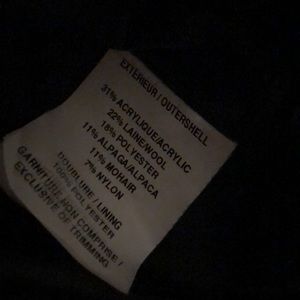 EXTERIEUR / OUTERSHELL
31% ACRYLIQUE/ACRYLIC
22% LAINE/WOOL
18% POLYESTER
11% ALPAGA/ALPACA
11% MOHAIR
7% NYLON
DOUBLURE / LINING
100% POLYESTER
GARNITURE NON COMPRISE /
EXCLUSIVE OF TRIMMING